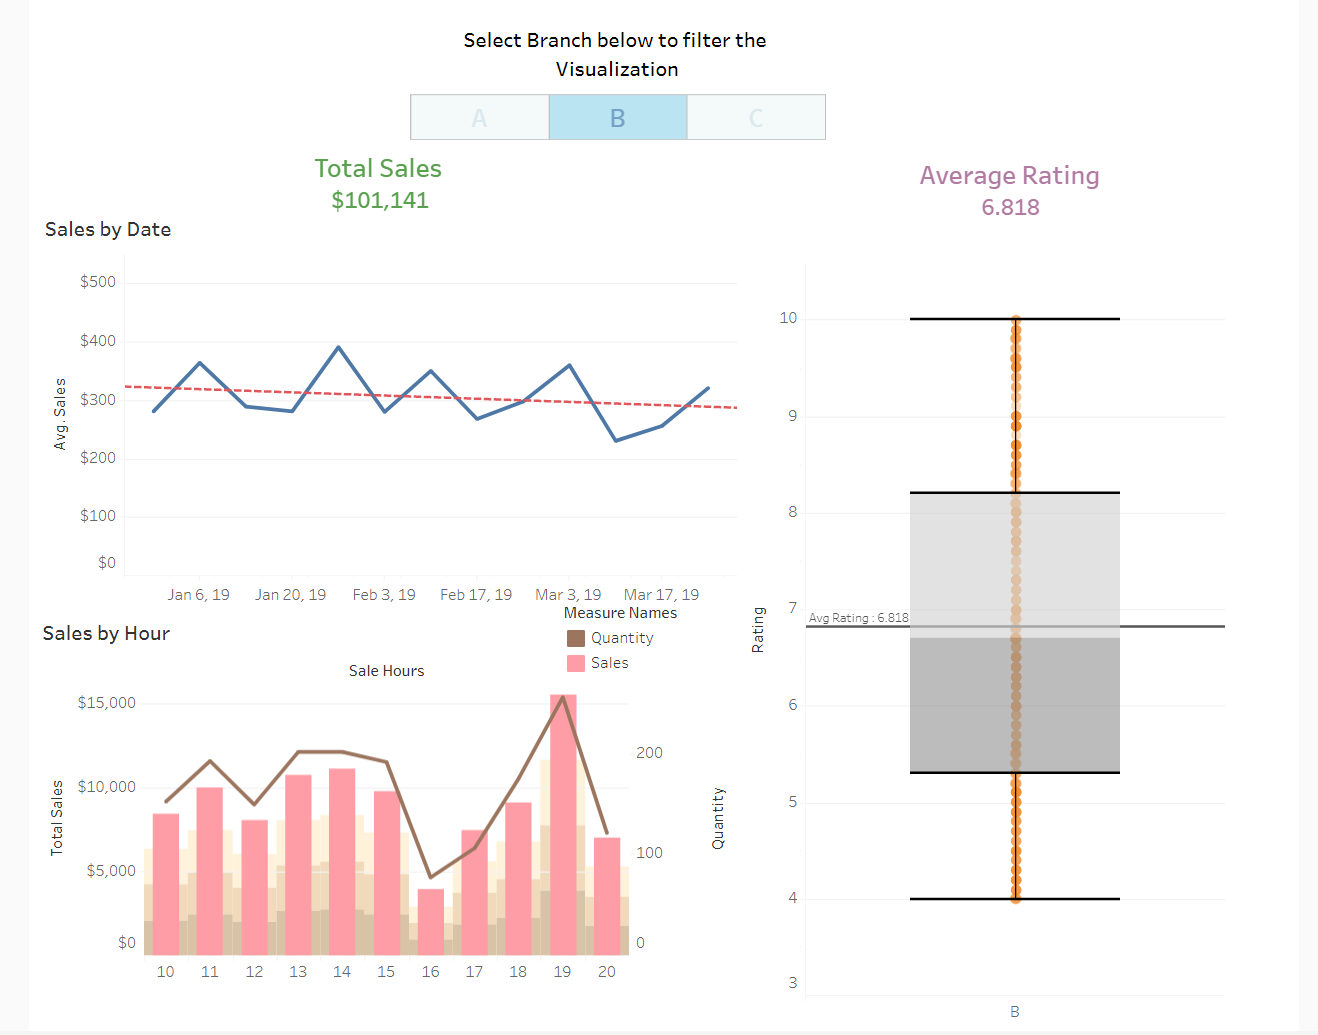 Select Branch below to filter the
Visualization
A
B
C
Total Sales
$101,141
Average Rating
6.818
Sales by Date
$500
$400
$300
$200
$100
$0
Avg. Sales
Jan 6, 19
Jan 20, 19
Feb 3, 19
Feb 17, 19
Mar 3, 19
Mar 17, 19
Measure Names
Quantity
Sales
Sales by Hour
Sale Hours
$15,000
$10,000
$5,000
$0
Total Sales
200
100
0
Quantity
10
11
12
13
14
15
16
17
18
19
20
10
9
8
7
6
5
4
3
Rating
Avg Rating : 6.818
B